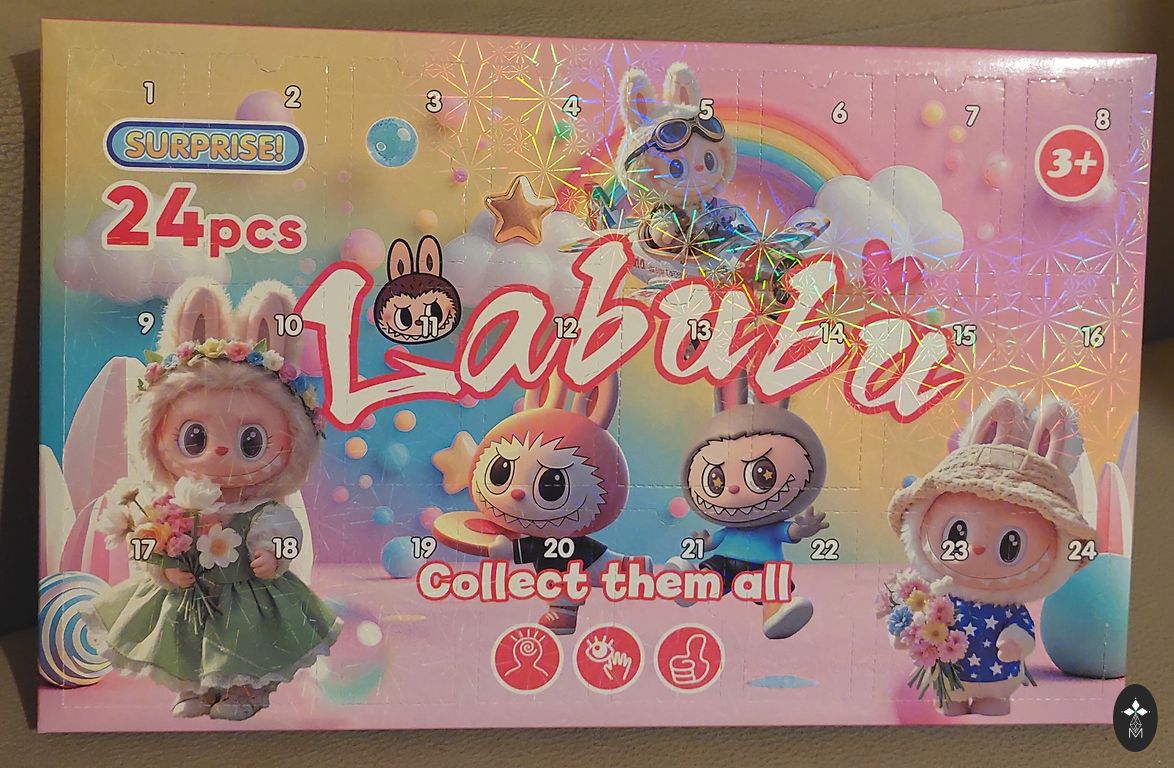 1 2 3 4 5 6 7 8
SURPRISE!
3+
24pcs
Labubu
9 10 11 12 13 14 15 16
17 18 19 20 21 22 23 24
Collect them all
M